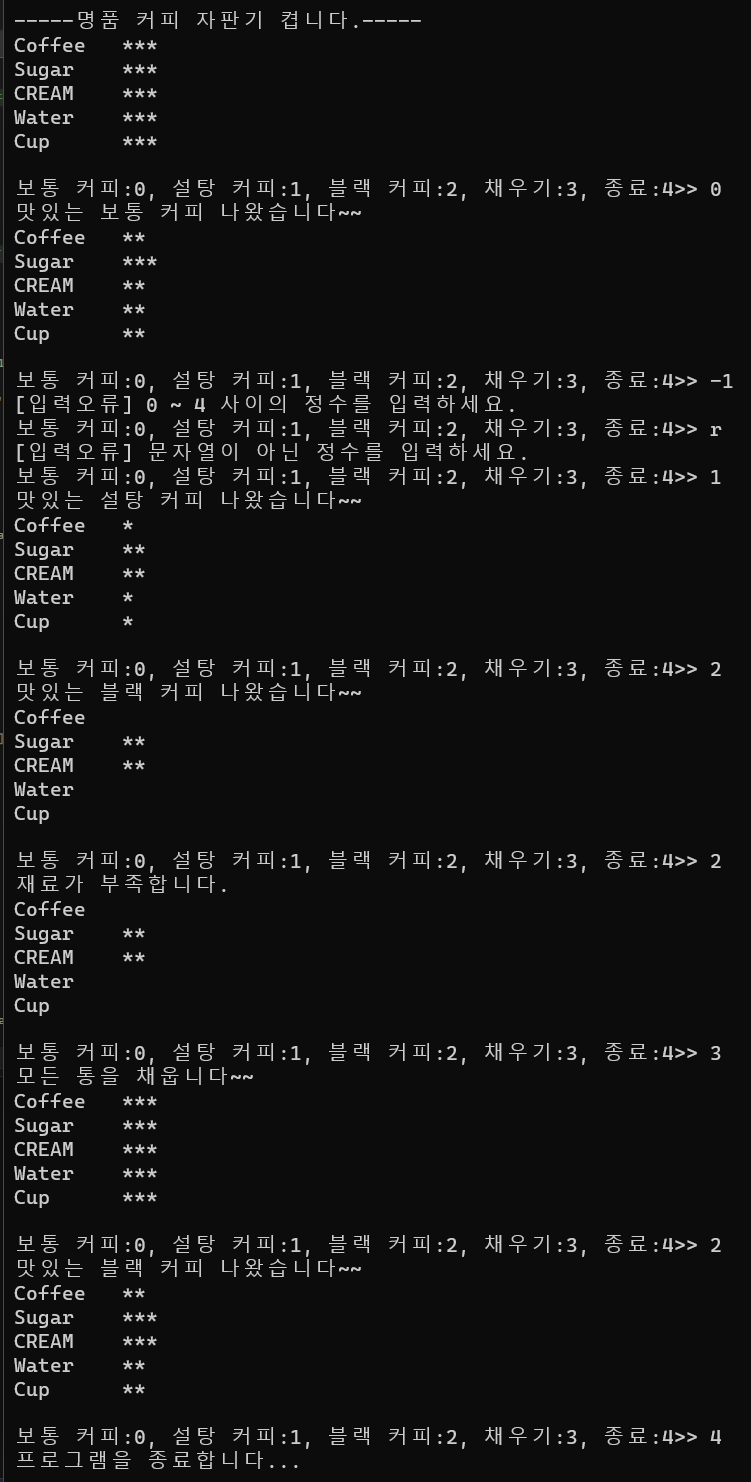 -----명품 커피 자판기 켭니다.-----
Coffee ***
Sugar ***
CREAM ***
Water ***
Cup ***
보통 커피:0, 설탕 커피:1, 블랙 커피:2, 채우기:3, 종료:4>> 0
맛있는 보통 커피 나왔습니다~~
Coffee **
Sugar ***
CREAM **
Water **
Cup **
보통 커피:0, 설탕 커피:1, 블랙 커피:2, 채우기:3, 종료:4>> -1
[입력오류] 0 ~ 4 사이의 정수를 입력하세요.
보통 커피:0, 설탕 커피:1, 블랙 커피:2, 채우기:3, 종료:4>> r
[입력오류] 문자열이 아닌 정수를 입력하세요.
보통 커피:0, 설탕 커피:1, 블랙 커피:2, 채우기:3, 종료:4>> 1
맛있는 설탕 커피 나왔습니다~~
Coffee *
Sugar **
CREAM **
Water *
Cup *
보통 커피:0, 설탕 커피:1, 블랙 커피:2, 채우기:3, 종료:4>> 2
맛있는 블랙 커피 나왔습니다~~
Coffee
Sugar **
CREAM **
Water
Cup
보통 커피:0, 설탕 커피:1, 블랙 커피:2, 채우기:3, 종료:4>> 2
재료가 부족합니다.
Coffee
Sugar **
CREAM **
Water
Cup
보통 커피:0, 설탕 커피:1, 블랙 커피:2, 채우기:3, 종료:4>> 3
모든 통을 채웁니다~~
Coffee ***
Sugar ***
CREAM ***
Water ***
Cup ***
보통 커피:0, 설탕 커피:1, 블랙 커피:2, 채우기:3, 종료:4>> 2
맛있는 블랙 커피 나왔습니다~~
Coffee **
Sugar ***
CREAM ***
Water **
Cup **
보통 커피:0, 설탕 커피:1, 블랙 커피:2, 채우기:3, 종료:4>> 4
프로그램을 종료합니다...